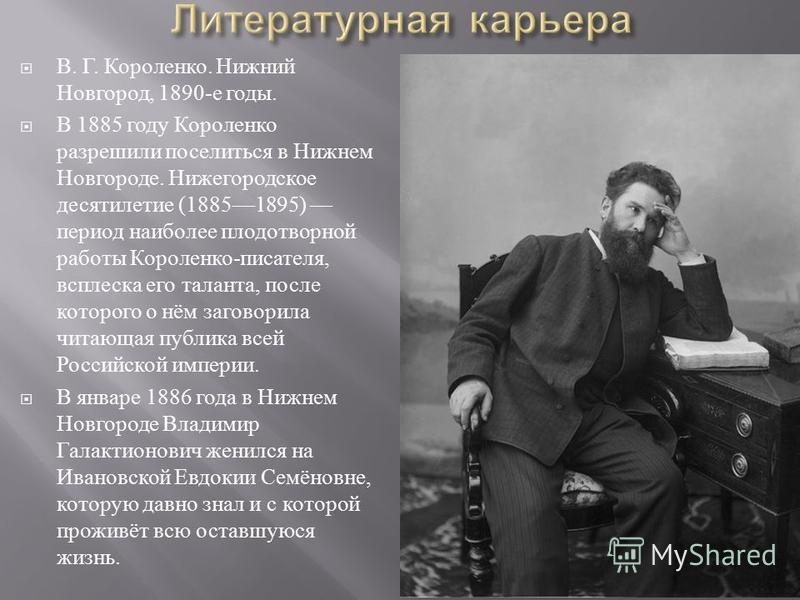 Литературная карьера
В. Г. Короленко. Нижний
Новгород, 1890-е годы.
В 1885 году Короленко
разрешили поселиться в Нижнем
Новгороде. Нижегородское
десятилетие (1885—1895) —
период наиболее плодотворной
работы Короленко-писателя,
всплеска его таланта, после
которого о нём заговорила
читающая публика всей
Российской империи.
В январе 1886 года в Нижнем
Новгороде Владимир
Галактионович женился на
Ивановской Евдокии Семёновне,
которую давно знал и с которой
проживёт всю оставшуюся
жизнь.
MyShared